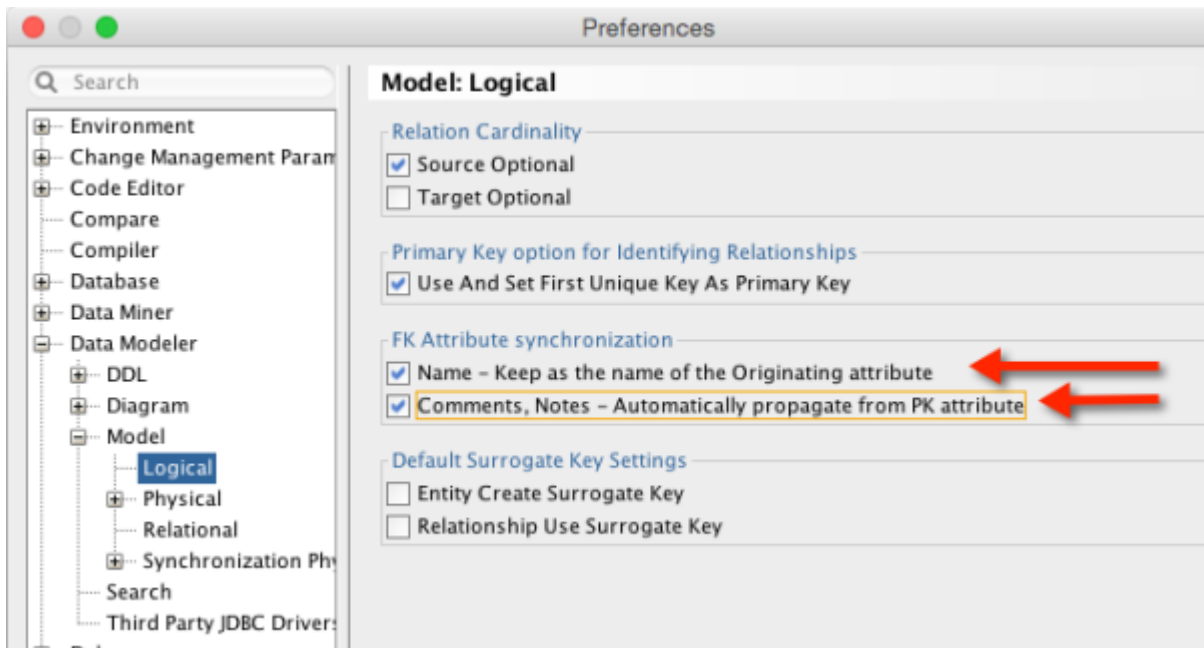 Preferences
Search
Environment
Change Management Param
Code Editor
Compare
Compiler
Database
Data Miner
Data Modeler
DDL
Diagram
Model
Logical
Physical
Relational
Synchronization Phy
Search
Third Party JDBC Drivers
Model: Logical
Relation Cardinality
Source Optional
Target Optional
Primary Key option for Identifying Relationships
Use And Set First Unique Key As Primary Key
FK Attribute synchronization
Name – Keep as the name of the Originating attribute
Comments, Notes – Automatically propagate from PK attribute
Default Surrogate Key Settings
Entity Create Surrogate Key
Relationship Use Surrogate Key